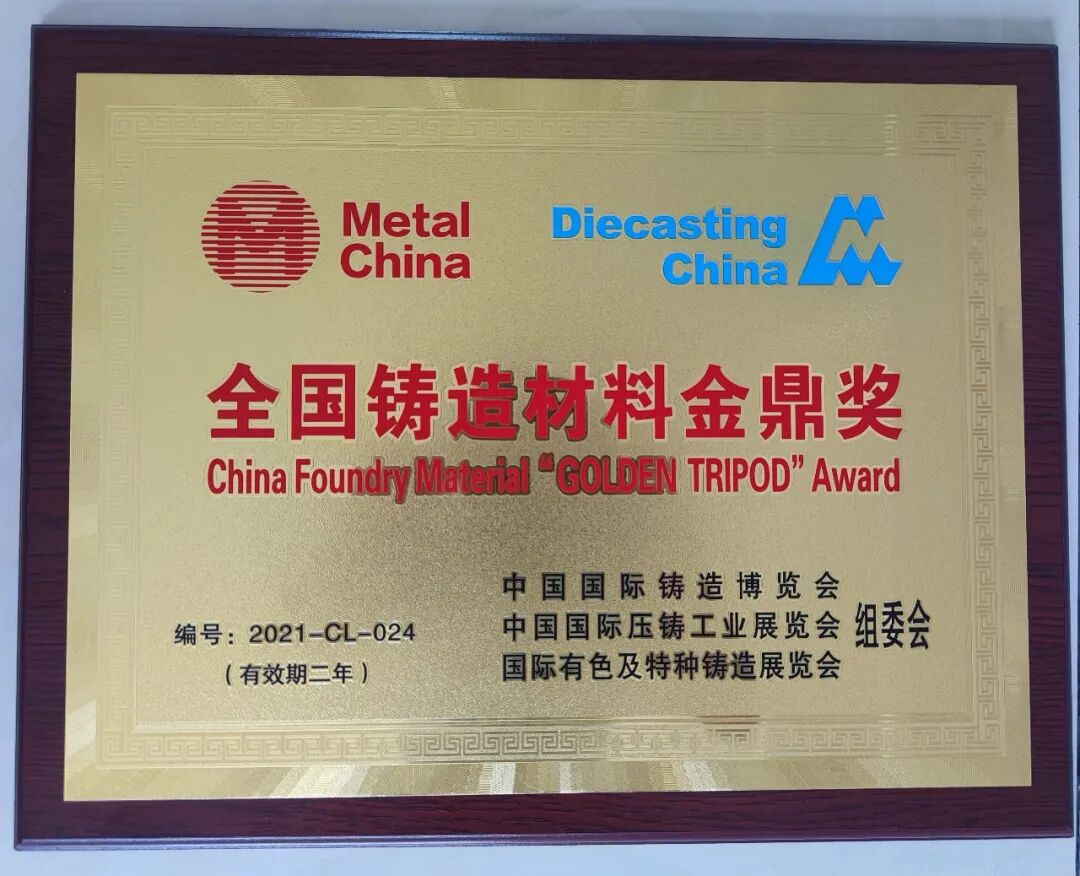 Metal
China
Diecasting
China
全国铸造材料金鼎奖
China Foundry Material “GOLDEN TRIPOD” Award
编号：2021-CL-024
（有效期二年）
中国国际铸造博览会
中国国际压铸工业展览会
国际有色及特种铸造展览会
组委会